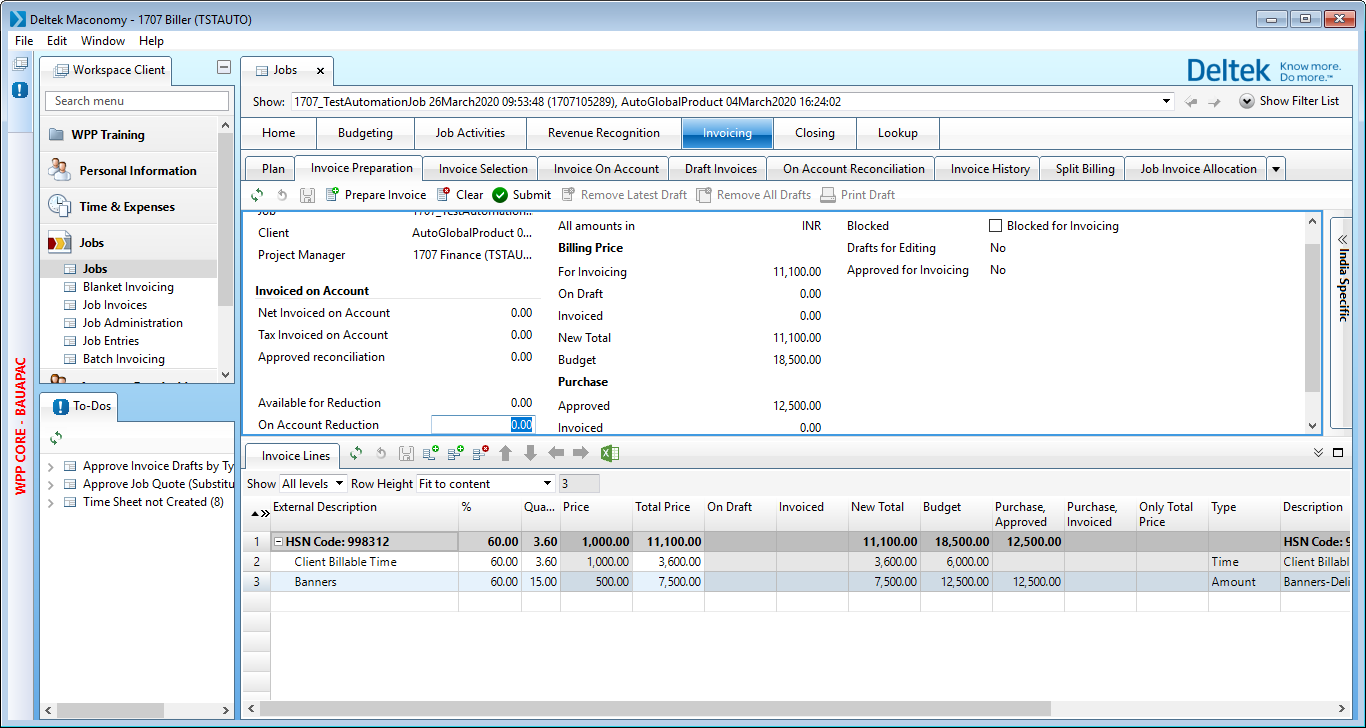 Deltek Maconomy - 1707 Biller (TSTAUTO)
File Edit Window Help
WPP CORE - BAUAPAC
Workspace Client
Search menu
WPP Training
Personal Information
Time & Expenses
Jobs
Jobs
Blanket Invoicing
Job Invoices
Job Administration
Job Entries
Batch Invoicing
To-Dos
Approve Invoice Drafts by Ty
Approve Job Quote (Substitu
Time Sheet not Created (8)
Jobs
Deltek Know more.
Do more.™
Show: 1707_TestAutomationJob 26March2020 09:53:48 (1707105289), AutoGlobalProduct 04March2020 16:24:02 Show Filter List
Home Budgeting Job Activities Revenue Recognition Invoicing Closing Lookup
Plan Invoice Preparation Invoice Selection Invoice On Account Draft Invoices On Account Reconciliation Invoice History Split Billing Job Invoice Allocation
Prepare Invoice Clear Submit Remove Latest Draft Remove All Drafts Print Draft
Job 1707_TestAutomation...
Client AutoGlobalProduct 0...
Project Manager 1707 Finance (TSTAU...
Invoiced on Account
Net Invoiced on Account 0.00
Tax Invoiced on Account 0.00
Approved reconciliation 0.00
Available for Reduction 0.00
On Account Reduction 0.00
All amounts in INR
Billing Price
For Invoicing 11,100.00
On Draft 0.00
Invoiced 0.00
New Total 11,100.00
Budget 18,500.00
Purchase
Approved 12,500.00
Invoiced 0.00
Blocked Blocked for Invoicing
Drafts for Editing No
Approved for Invoicing No
India Specific
Invoice Lines
Show All levels Row Height Fit to content 3
External Description % Qua... Price Total Price On Draft Invoiced New Total Budget Purchase, Approved Purchase, Invoiced Only Total Price Type Description
1 HSN Code: 998312 60.00 3.60 1,000.00 11,100.00 11,100.00 18,500.00 12,500.00 HSN Code: 9
2 Client Billable Time 60.00 3.60 1,000.00 3,600.00 3,600.00 6,000.00 Time Client Billabl
3 Banners 60.00 15.00 500.00 7,500.00 7,500.00 12,500.00 12,500.00 Amount Banners-Deli